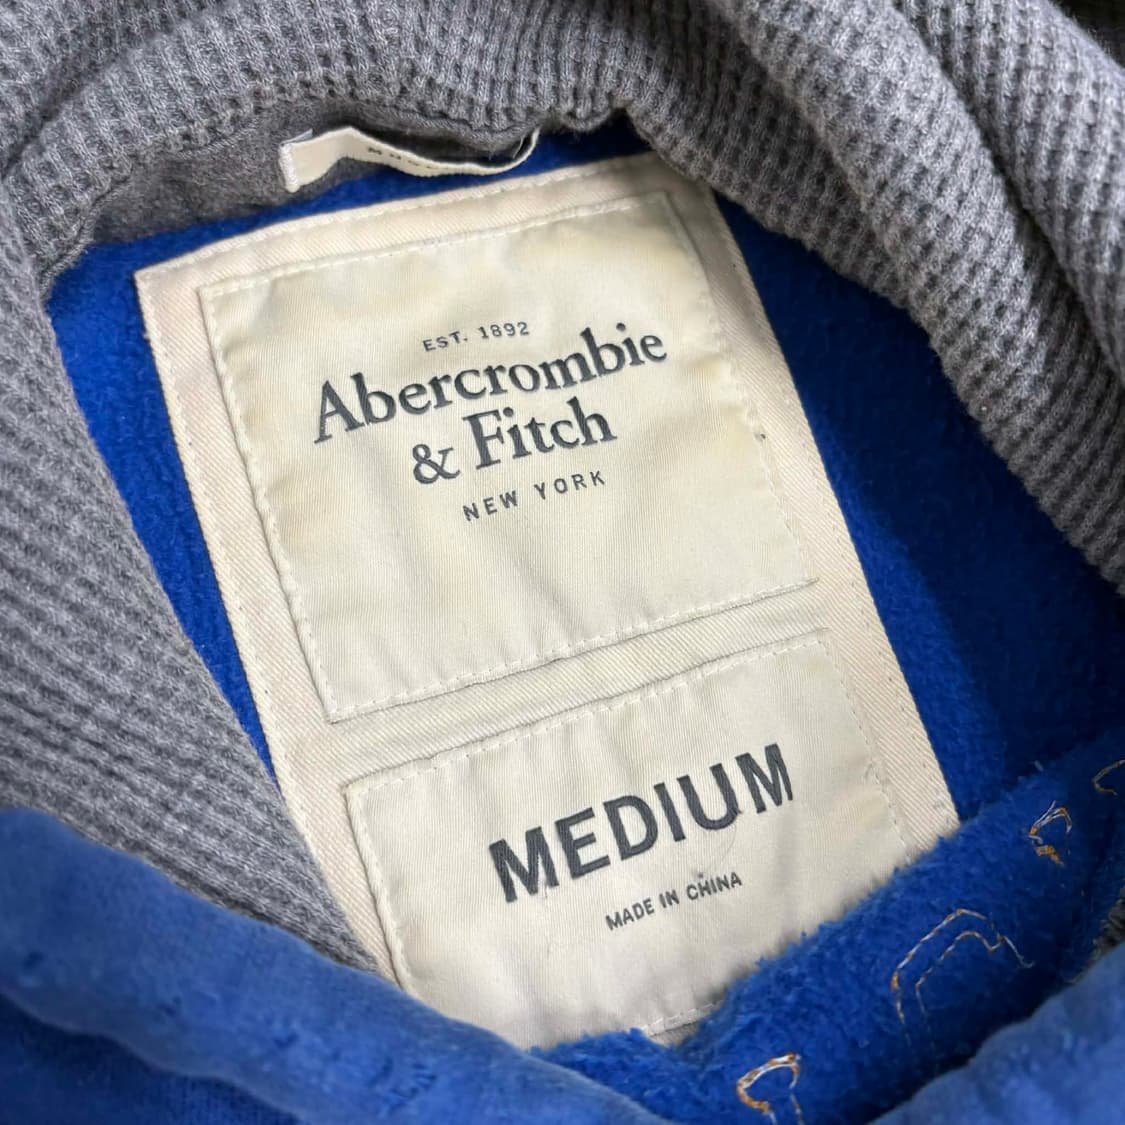 EST. 1892
Abercrombie
& Fitch
NEW YORK
MEDIUM
MADE IN CHINA